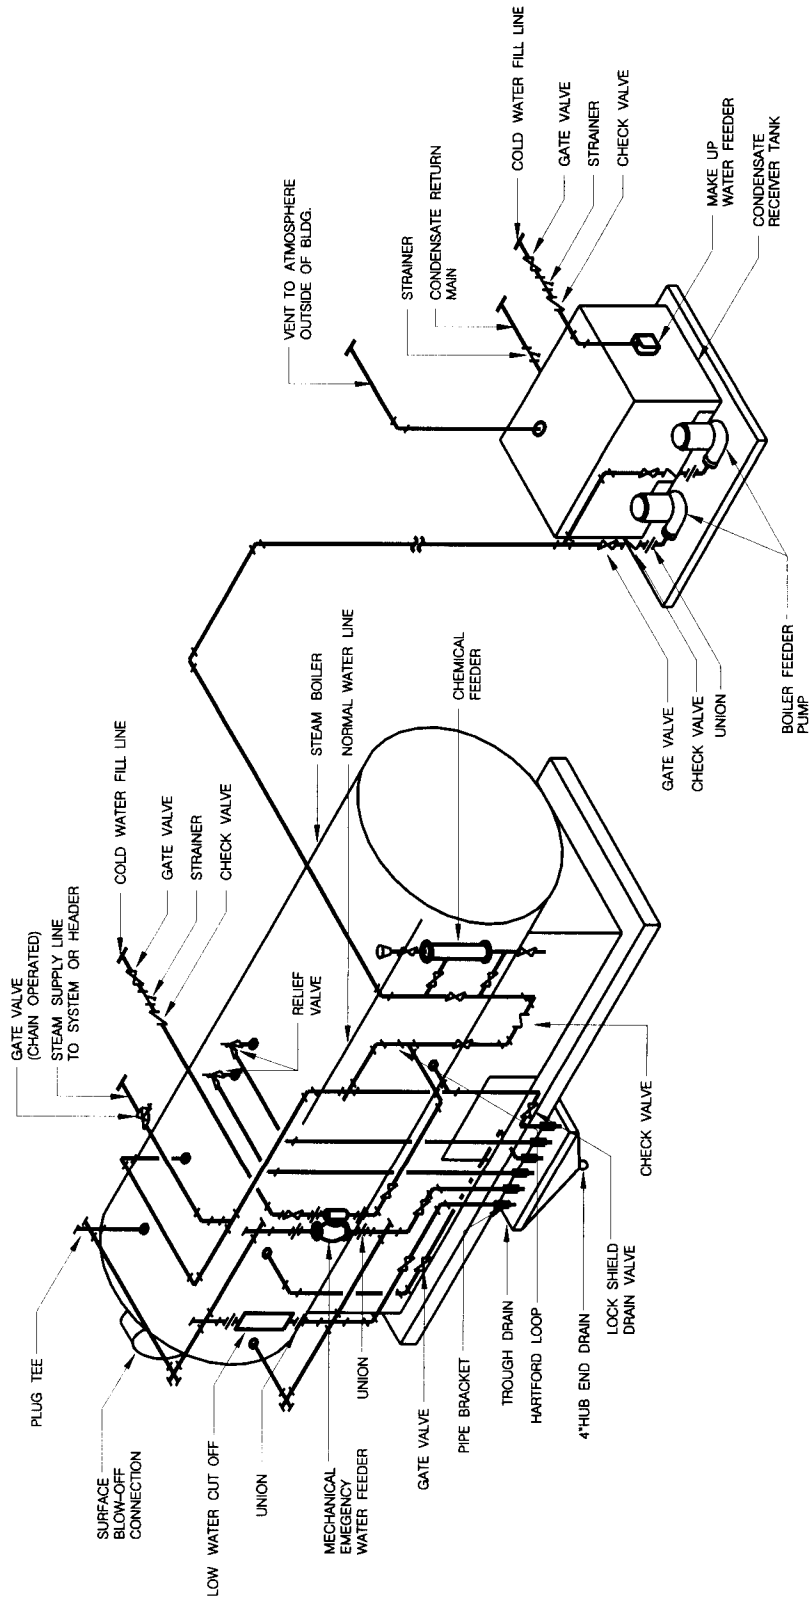 PLUG TEE
SURFACE
BLOW-OFF
CONNECTION
LOW WATER CUT OFF
UNION
MECHANICAL
EMEGENCY
WATER FEEDER
UNION
GATE VALVE
PIPE BRACKET
TROUGH DRAIN
HARTFORD LOOP
4"HUB END DRAIN
LOCK SHIELD
DRAIN VALVE
CHECK VALVE
GATE VALVE
(CHAIN OPERATED)
STEAM SUPPLY LINE
TO SYSTEM OR HEADER
COLD WATER FILL LINE
GATE VALVE
STRAINER
CHECK VALVE
RELIEF
VALVE
STEAM BOILER
NORMAL WATER LINE
CHEMICAL
FEEDER
VENT TO ATMOSPHERE
OUTSIDE OF BLDG.
STRAINER
CONDENSATE RETURN
MAIN
COLD WATER FILL LINE
GATE VALVE
STRAINER
CHECK VALVE
MAKE UP
WATER FEEDER
CONDENSATE
RECEIVER TANK
GATE VALVE
CHECK VALVE
UNION
BOILER FEEDER
PUMP